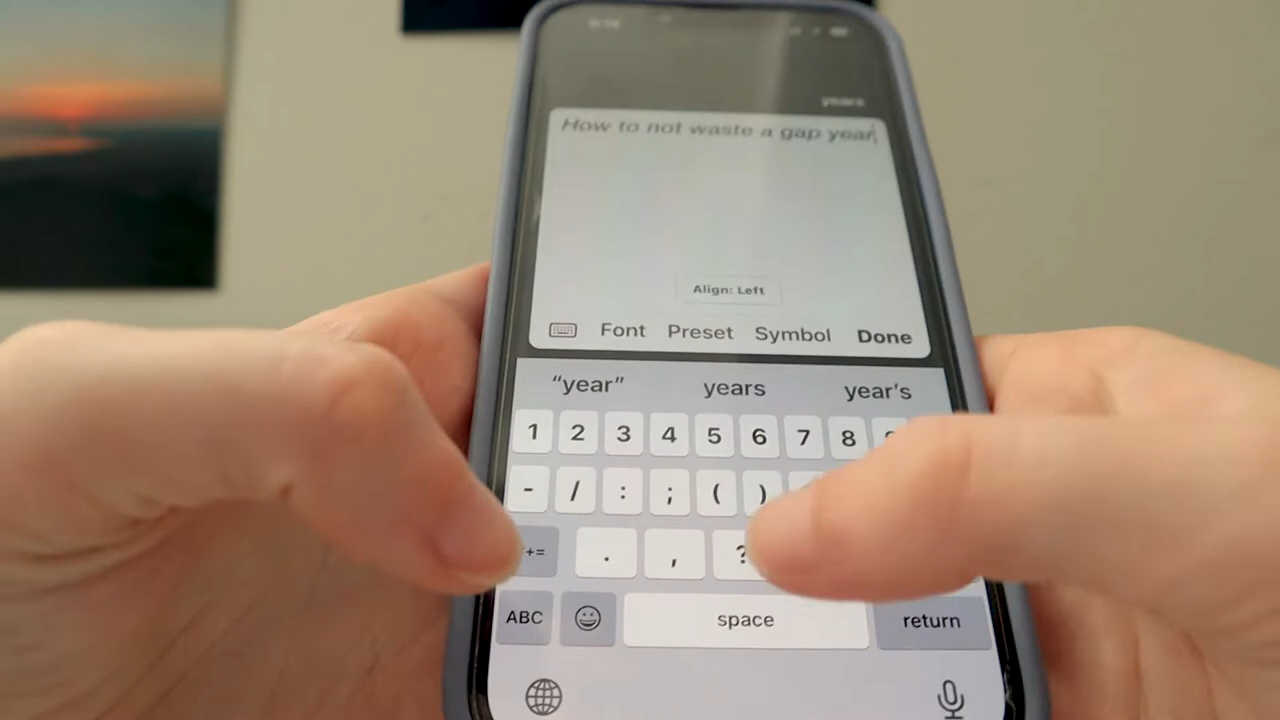 years
How to not waste a gap year
Align: Left
Font Preset Symbol Done
“year” years year's
1 2 3 4 5 6 7 8
- / : ; ( )
+= . , ?
ABC space return